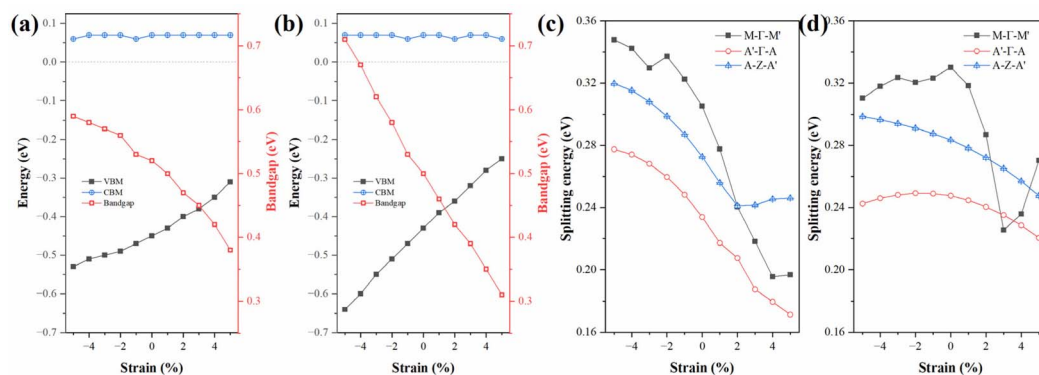 (a)
0.1
0.0
−0.1
−0.2
−0.3
−0.4
−0.5
−0.6
−0.7
Energy (eV)
VBM
CBM
Bandgap
−4 −2 0 2 4
Strain (%)
0.7
0.6
0.5
0.4
0.3
Bandgap (eV)
(b)
0.1
0.0
−0.1
−0.2
−0.3
−0.4
−0.5
−0.6
−0.7
Energy (eV)
VBM
CBM
Bandgap
−4 −2 0 2 4
Strain (%)
0.7
0.6
0.5
0.4
0.3
Bandgap (eV)
(c)
0.36
0.32
0.28
0.24
0.20
0.16
Splitting energy (eV)
M-Γ-M'
A'-Γ-A
A-Z-A'
−4 −2 0 2 4
Strain (%)
(d)
0.36
0.32
0.28
0.24
0.20
0.16
Splitting energy (eV)
M-Γ-M'
A'-Γ-A
A-Z-A'
−4 −2 0 2 4
Strain (%)